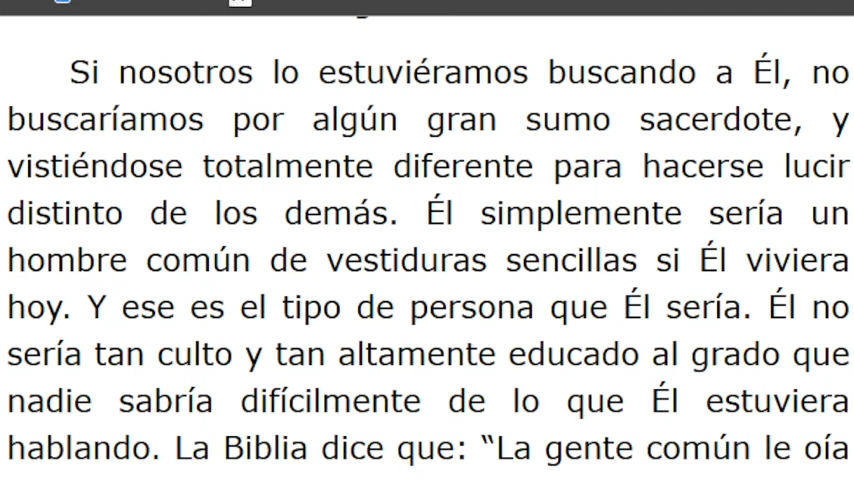 Si nosotros lo estuviéramos buscando a Él, no
buscaríamos por algún gran sumo sacerdote, y
vistiéndose totalmente diferente para hacerse lucir
distinto de los demás. Él simplemente sería un
hombre común de vestiduras sencillas si Él viviera
hoy. Y ese es el tipo de persona que Él sería. Él no
sería tan culto y tan altamente educado al grado que
nadie sabría difícilmente de lo que Él estuviera
hablando. La Biblia dice que: “La gente común le oía